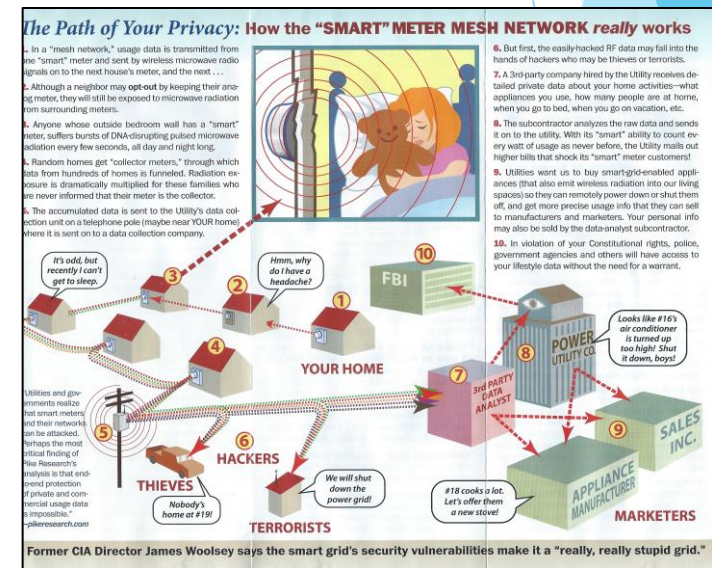 The Path of Your Privacy: How the “SMART” METER MESH NETWORK really works
1. In a “mesh network,” usage data is transmitted from
one “smart” meter and sent by wireless microwave radio
signals on to the next house's meter, and the next . . .
2. Although a neighbor may opt-out by keeping their ana-
log meter, they will still be exposed to microwave radiation
from surrounding meters.
3. Anyone whose outside bedroom wall has a “smart”
meter, suffers bursts of DNA-disrupting pulsed microwave
radiation every few seconds, all day and night long.
4. Random homes get “collector meters,” through which
data from hundreds of homes is funneled. Radiation ex-
posure is dramatically multiplied for these families who
are never informed that their meter is the collector.
5. The accumulated data is sent to the Utility's data col-
lection unit on a telephone pole (maybe near YOUR home)
where it is sent on to a data collection company.
6. But first, the easily-hacked RF data may fall into the
hands of hackers who may be thieves or terrorists.
7. A 3rd-party company hired by the Utility receives de-
tailed private data about your home activities—what
appliances you use, how many people are at home,
when you go to bed, when you go on vacation, etc.
8. The subcontractor analyzes the raw data and sends
it on to the utility. With its “smart” ability to count ev-
ery watt of usage as never before, the Utility mails out
higher bills that shock its “smart” meter customers!
9. Utilities want us to buy smart-grid-enabled appli-
ances (that also emit wireless radiation into our living
spaces) so they can remotely power down or shut them
off, and get more precise usage info that they can sell
to manufacturers and marketers. Your personal info
may also be sold by the data-analyst subcontractor.
10. In violation of your Constitutional rights, police,
government agencies and others will have access to
your lifestyle data without the need for a warrant.
It's odd, but
recently I can't
get to sleep.
3
2
Hmm, why
do I have a
headache?
1
YOUR HOME
4
10
FBI
8
POWER
UTILITY CO.
Looks like #16's
air conditioner
is turned up
too high! Shut
it down, boys!
7
3rd PARTY
DATA
ANALYST
9
SALES
INC.
APPLIANCE
MANUFACTURER
MARKETERS
#18 cooks a lot.
Let's offer them
a new stove!
5
6
HACKERS
THIEVES
Nobody's
home at #19!
TERRORISTS
We will shut
down the
power grid!
“Utilities and gov-
ernments realize
that smart meters
and their networks
can be attacked.
Perhaps the most
critical finding of
Pike Research's
analysis is that end-
to-end protection
of private and com-
mercial usage data
is impossible.”
–pikeresearch.com
Former CIA Director James Woolsey says the smart grid's security vulnerabilities make it a “really, really stupid grid.”